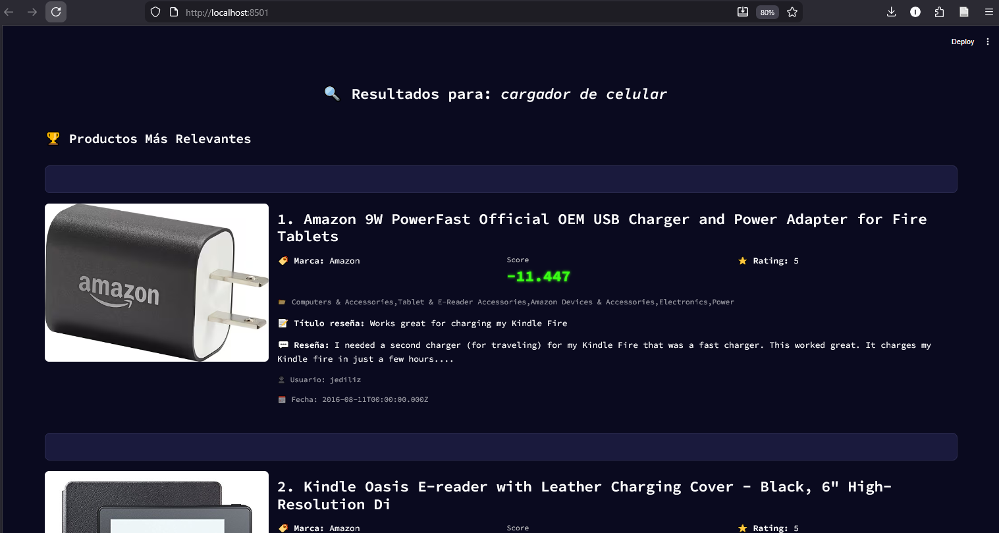 http://localhost:8501
80%
Deploy
Resultados para: cargador de celular
Productos Más Relevantes
amazon
1. Amazon 9W PowerFast Official OEM USB Charger and Power Adapter for Fire
Tablets
Marca: Amazon
Score
-11.447
Rating: 5
Computers & Accessories,Tablet & E-Reader Accessories,Amazon Devices & Accessories,Electronics,Power
Título reseña: Works great for charging my Kindle Fire
Reseña: I needed a second charger (for traveling) for my Kindle Fire that was a fast charger. This worked great. It charges my
Kindle fire in just a few hours....
Usuario: jediliz
Fecha: 2016-08-11T00:00:00.000Z
2. Kindle Oasis E-reader with Leather Charging Cover - Black, 6" High-
Resolution Di
Marca: Amazon
Score
Rating: 5